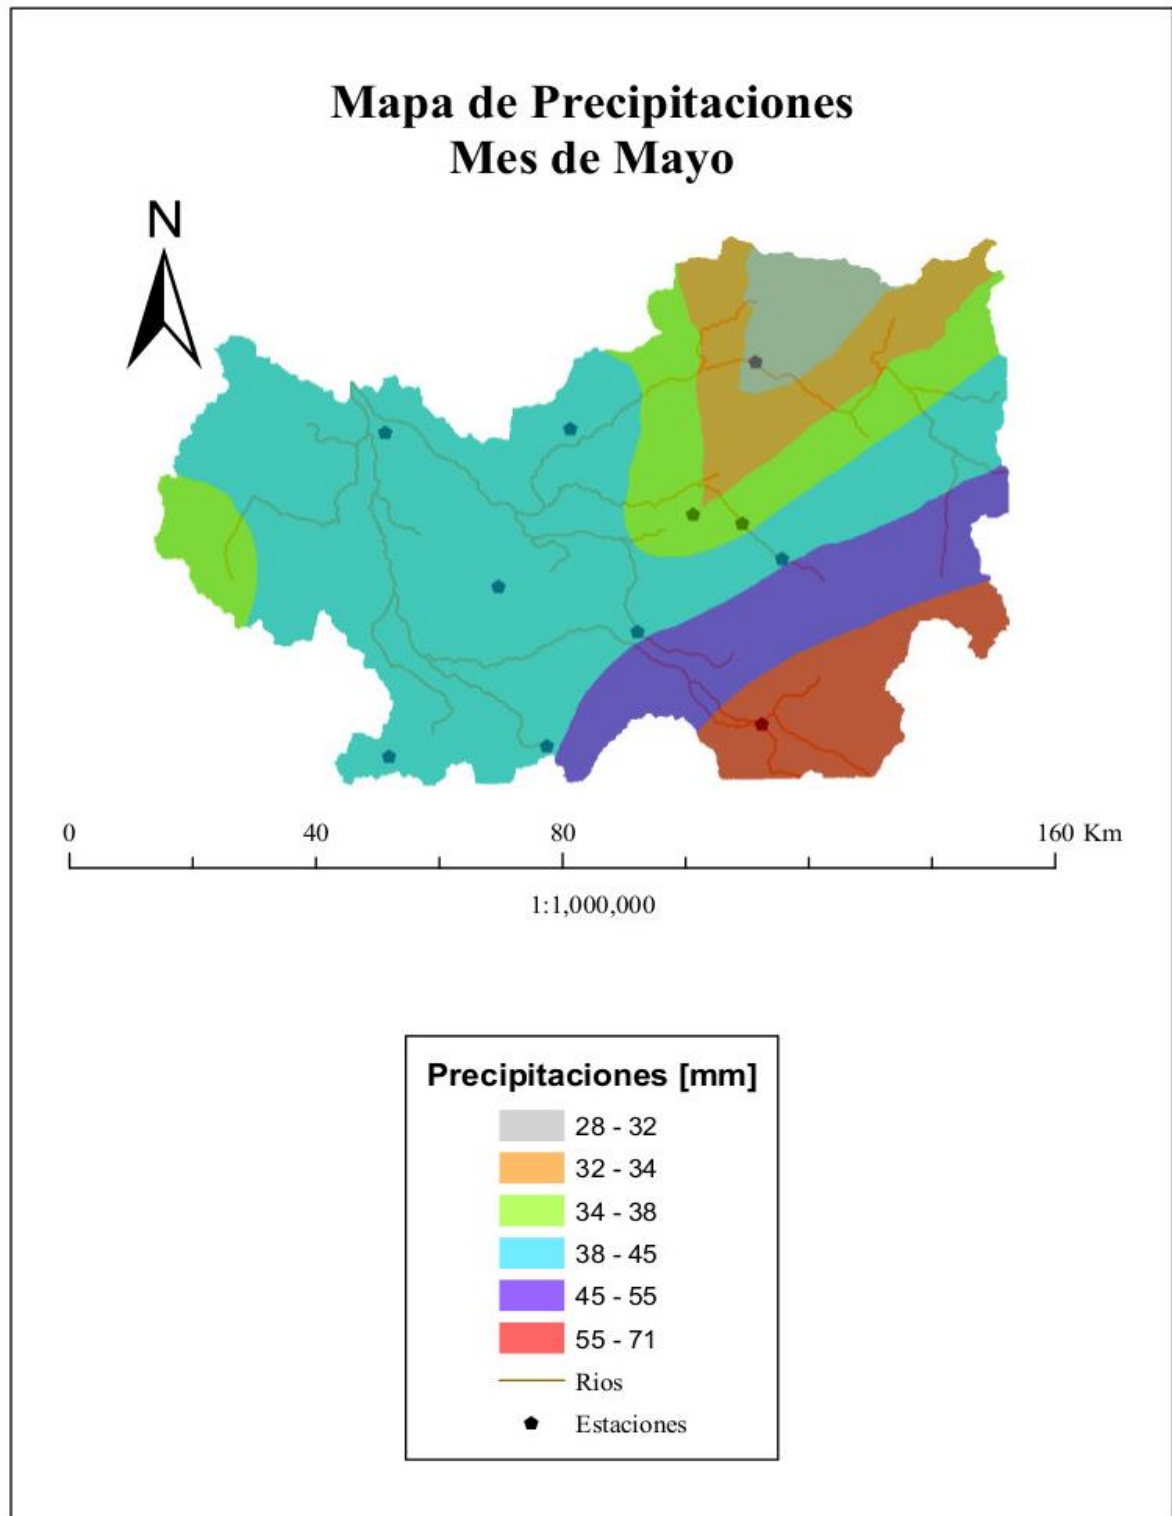 Mapa de Precipitaciones
Mes de Mayo
N
0 40 80 160 Km
1:1,000,000
Precipitaciones [mm]
28 - 32
32 - 34
34 - 38
38 - 45
45 - 55
55 - 71
Rios
Estaciones